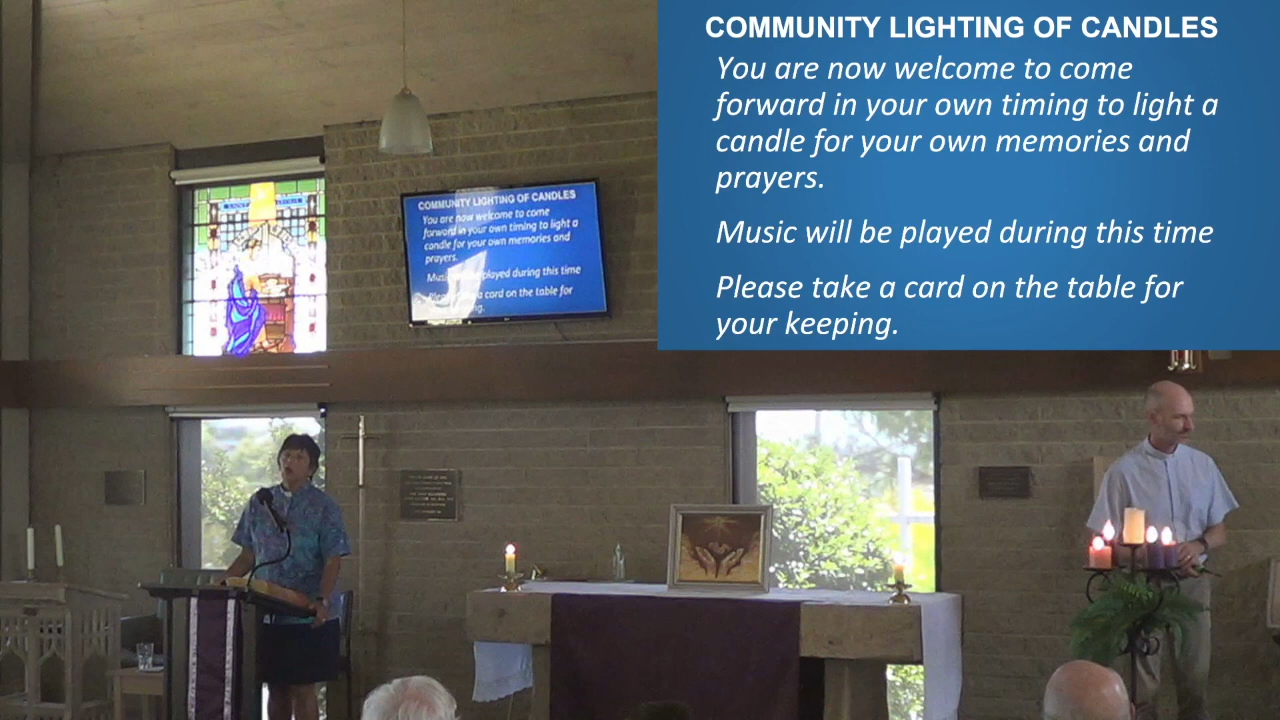 COMMUNITY LIGHTING OF CANDLES
You are now welcome to come
forward in your own timing to light a
candle for your own memories and
prayers.
Music will be played during this time
Please take a card on the table for
your keeping.
COMMUNITY LIGHTING OF CANDLES
You are now welcome to come
forward in your own timing to light a
candle for your own memories and
prayers.
played during this time
a card on the table for